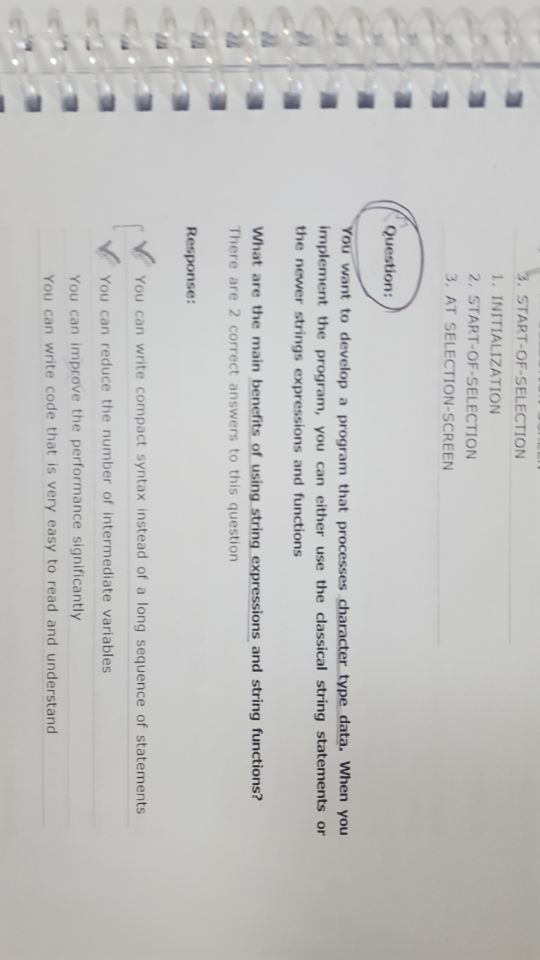 3. START-OF-SELECTION
1. INITIALIZATION
2. START-OF-SELECTION
3. AT SELECTION-SCREEN
Question:
You want to develop a program that processes character type data. When you
implement the program, you can either use the classical string statements or
the newer strings expressions and functions
What are the main benefits of using string expressions and string functions?
There are 2 correct answers to this question
Response:
You can write compact syntax instead of a long sequence of statements
You can reduce the number of intermediate variables
You can improve the performance significantly
You can write code that is very easy to read and understand